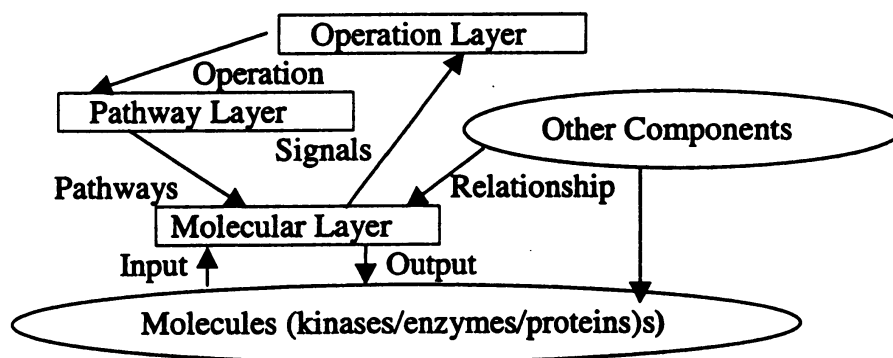 Operation Layer
Operation
Pathway Layer
Other Components
Signals
Pathways
Relationship
Molecular Layer
Input
Output
Molecules (kinases/enzymes/proteins)s)